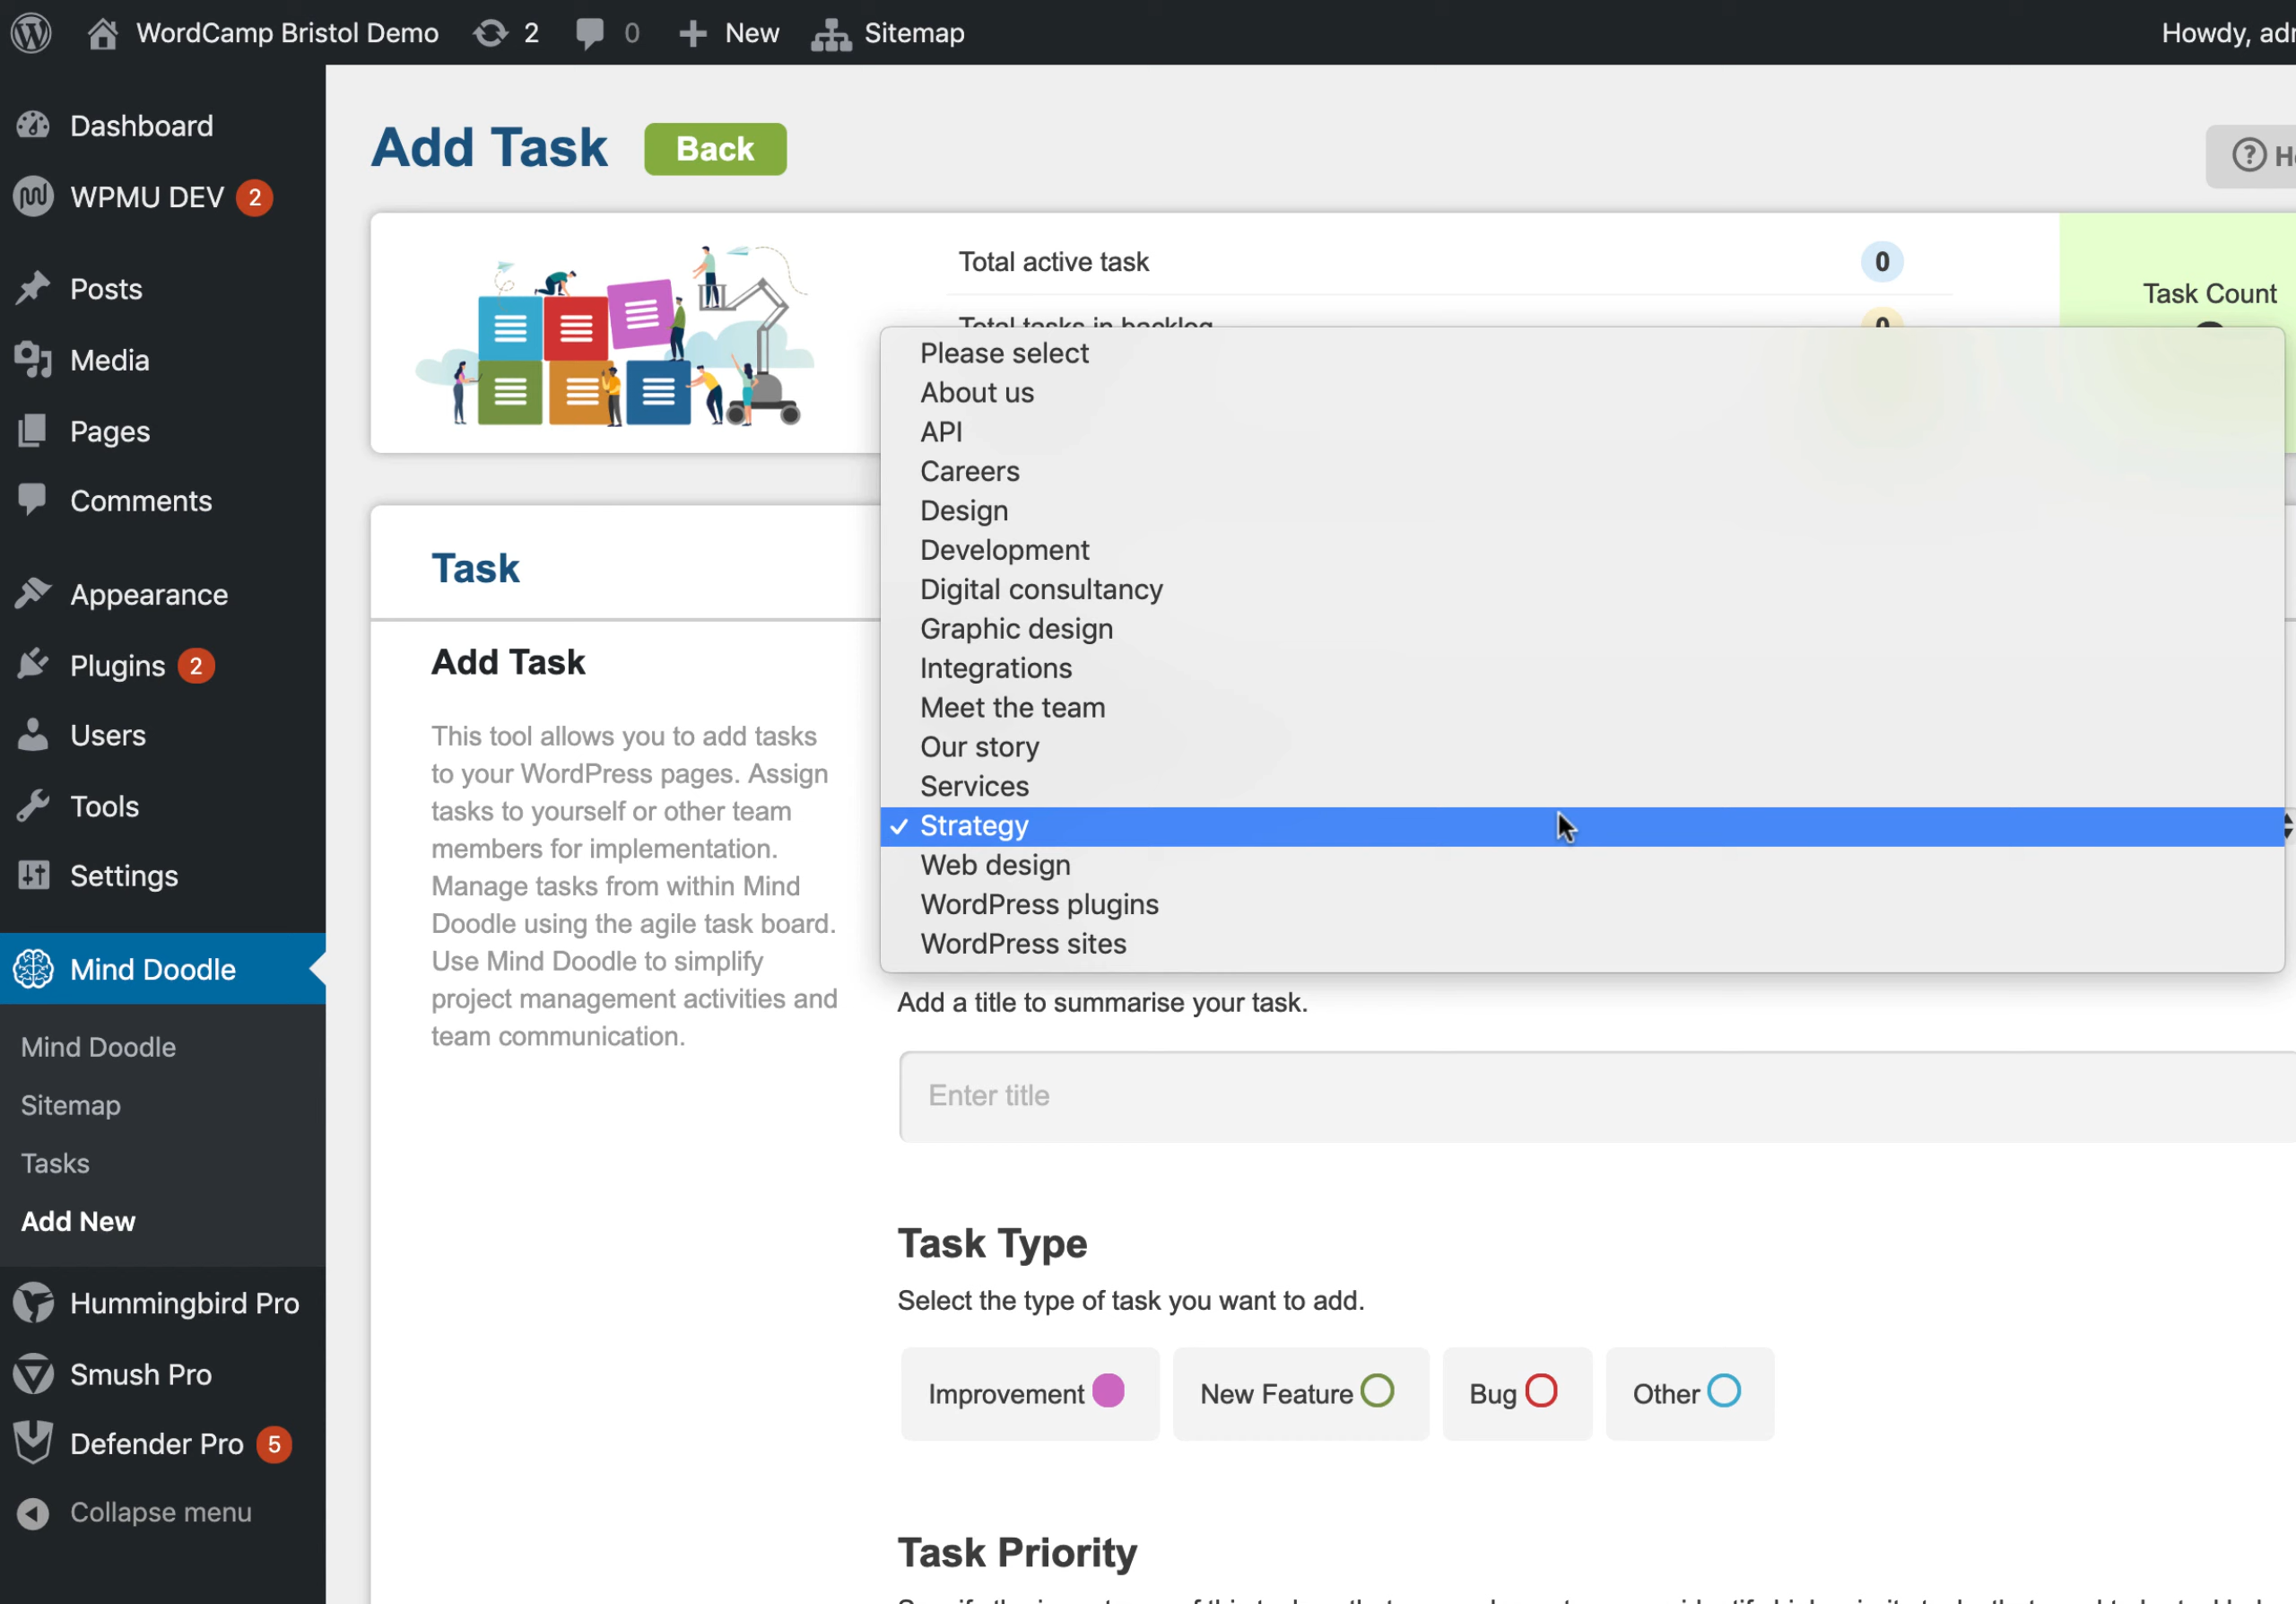 WordCamp Bristol Demo 2 0 New Sitemap Howdy,
Dashboard
WPMU DEV 2
Posts
Media
Pages
Comments
Appearance
Plugins 2
Users
Tools
Settings
Mind Doodle
Mind Doodle
Sitemap
Tasks
Add New
Hummingbird Pro
Smush Pro
Defender Pro 5
Collapse menu
Add Task Back
Total active task 0
Total tasks in backlog 0
Task Count
Task
Add Task
This tool allows you to add tasks
to your WordPress pages. Assign
tasks to yourself or other team
members for implementation.
Manage tasks from within Mind
Doodle using the agile task board.
Use Mind Doodle to simplify
project management activities and
team communication.
Please select
About us
API
Careers
Design
Development
Digital consultancy
Graphic design
Integrations
Meet the team
Our story
Services
✓ Strategy
Web design
WordPress plugins
WordPress sites
Add a title to summarise your task.
Enter title
Task Type
Select the type of task you want to add.
Improvement New Feature Bug Other
Task Priority